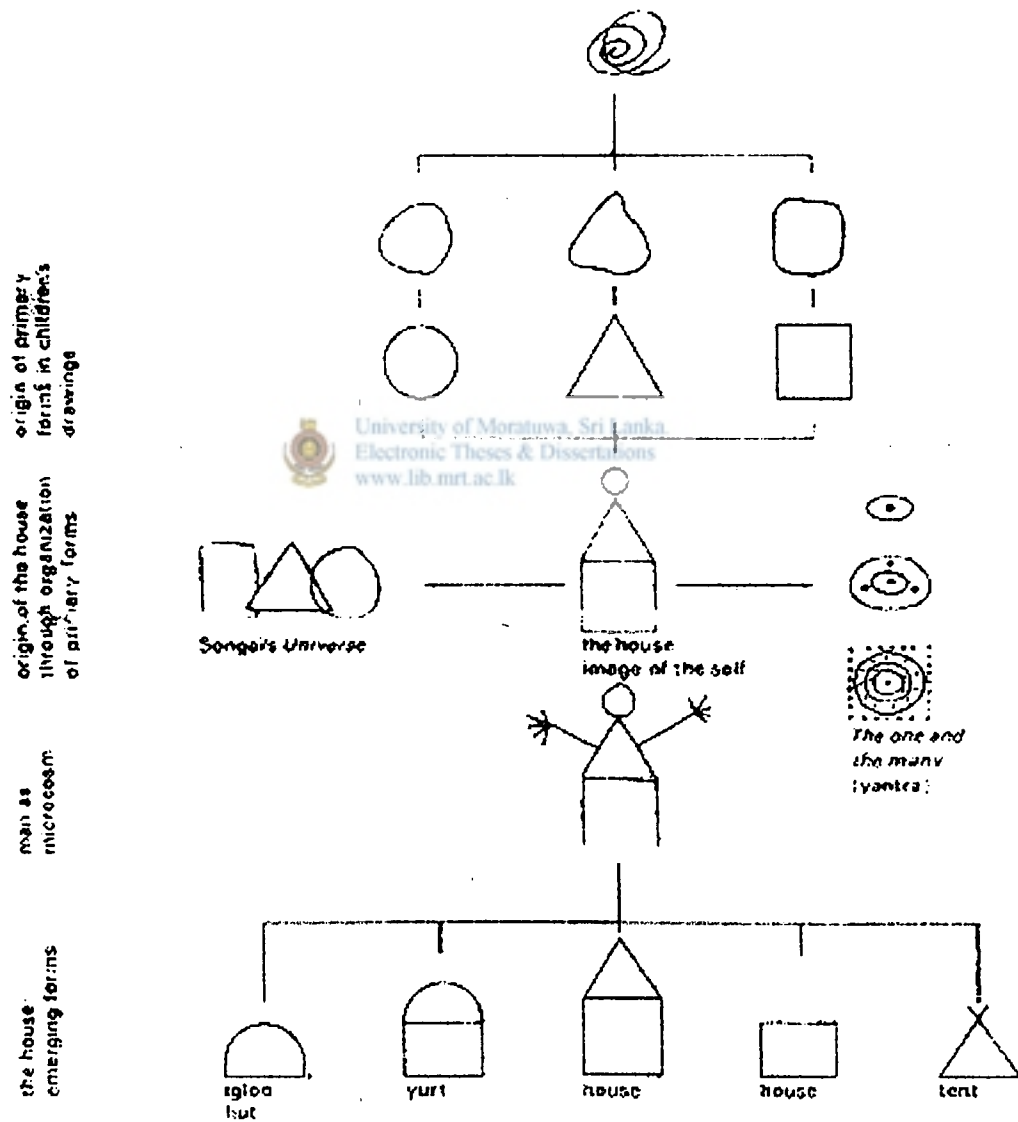 origin of primary
forms in children's
drawings
University of Moratuwa, Sri Lanka.
Electronic Theses & Dissertations
www.lib.mrt.ac.lk
origin of the house
through organization
of primary forms
Sengai's Universe
the house
image of the self
The one and
the many
(yantra)
man as
microcosm
the house
emerging forms
igloo
hut
yurt
house
house
tent